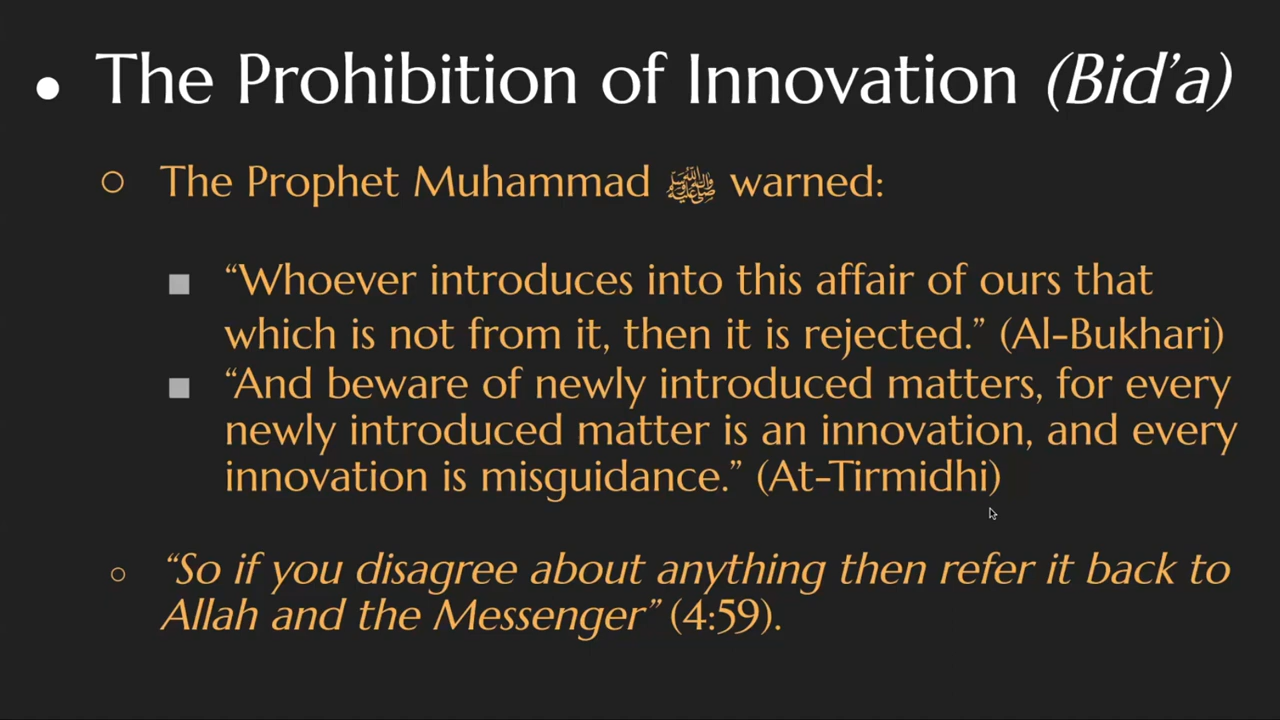 • The Prohibition of Innovation (Bid’a)
○ The Prophet Muhammad ﷺ warned:
■ “Whoever introduces into this affair of ours that
which is not from it, then it is rejected.” (Al-Bukhari)
■ “And beware of newly introduced matters, for every
newly introduced matter is an innovation, and every
innovation is misguidance.” (At-Tirmidhi)
○ “So if you disagree about anything then refer it back to
Allah and the Messenger” (4:59).